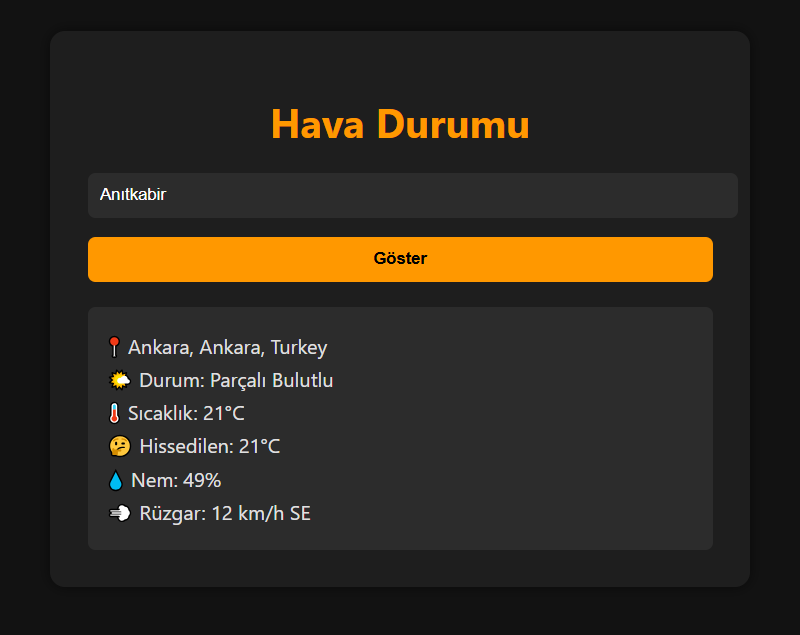 Hava Durumu
Anıtkabir
Göster
📍 Ankara, Ankara, Turkey
🌤️ Durum: Parçalı Bulutlu
🌡️ Sıcaklık: 21°C
🤔 Hissedilen: 21°C
💧 Nem: 49%
💨 Rüzgar: 12 km/h SE